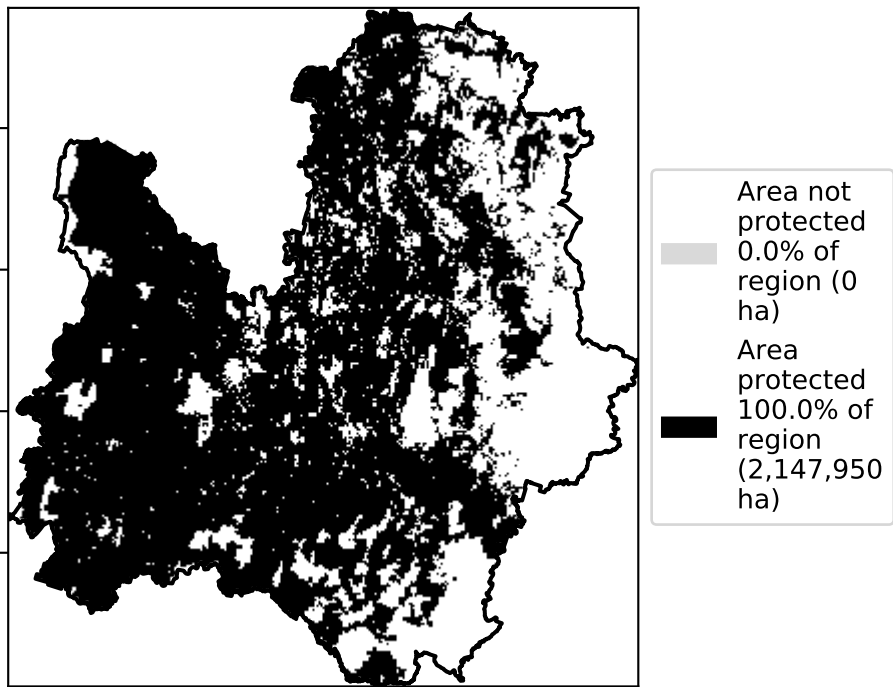 Area not
protected
0.0% of
region (0
ha)
Area
protected
100.0% of
region
(2,147,950
ha)